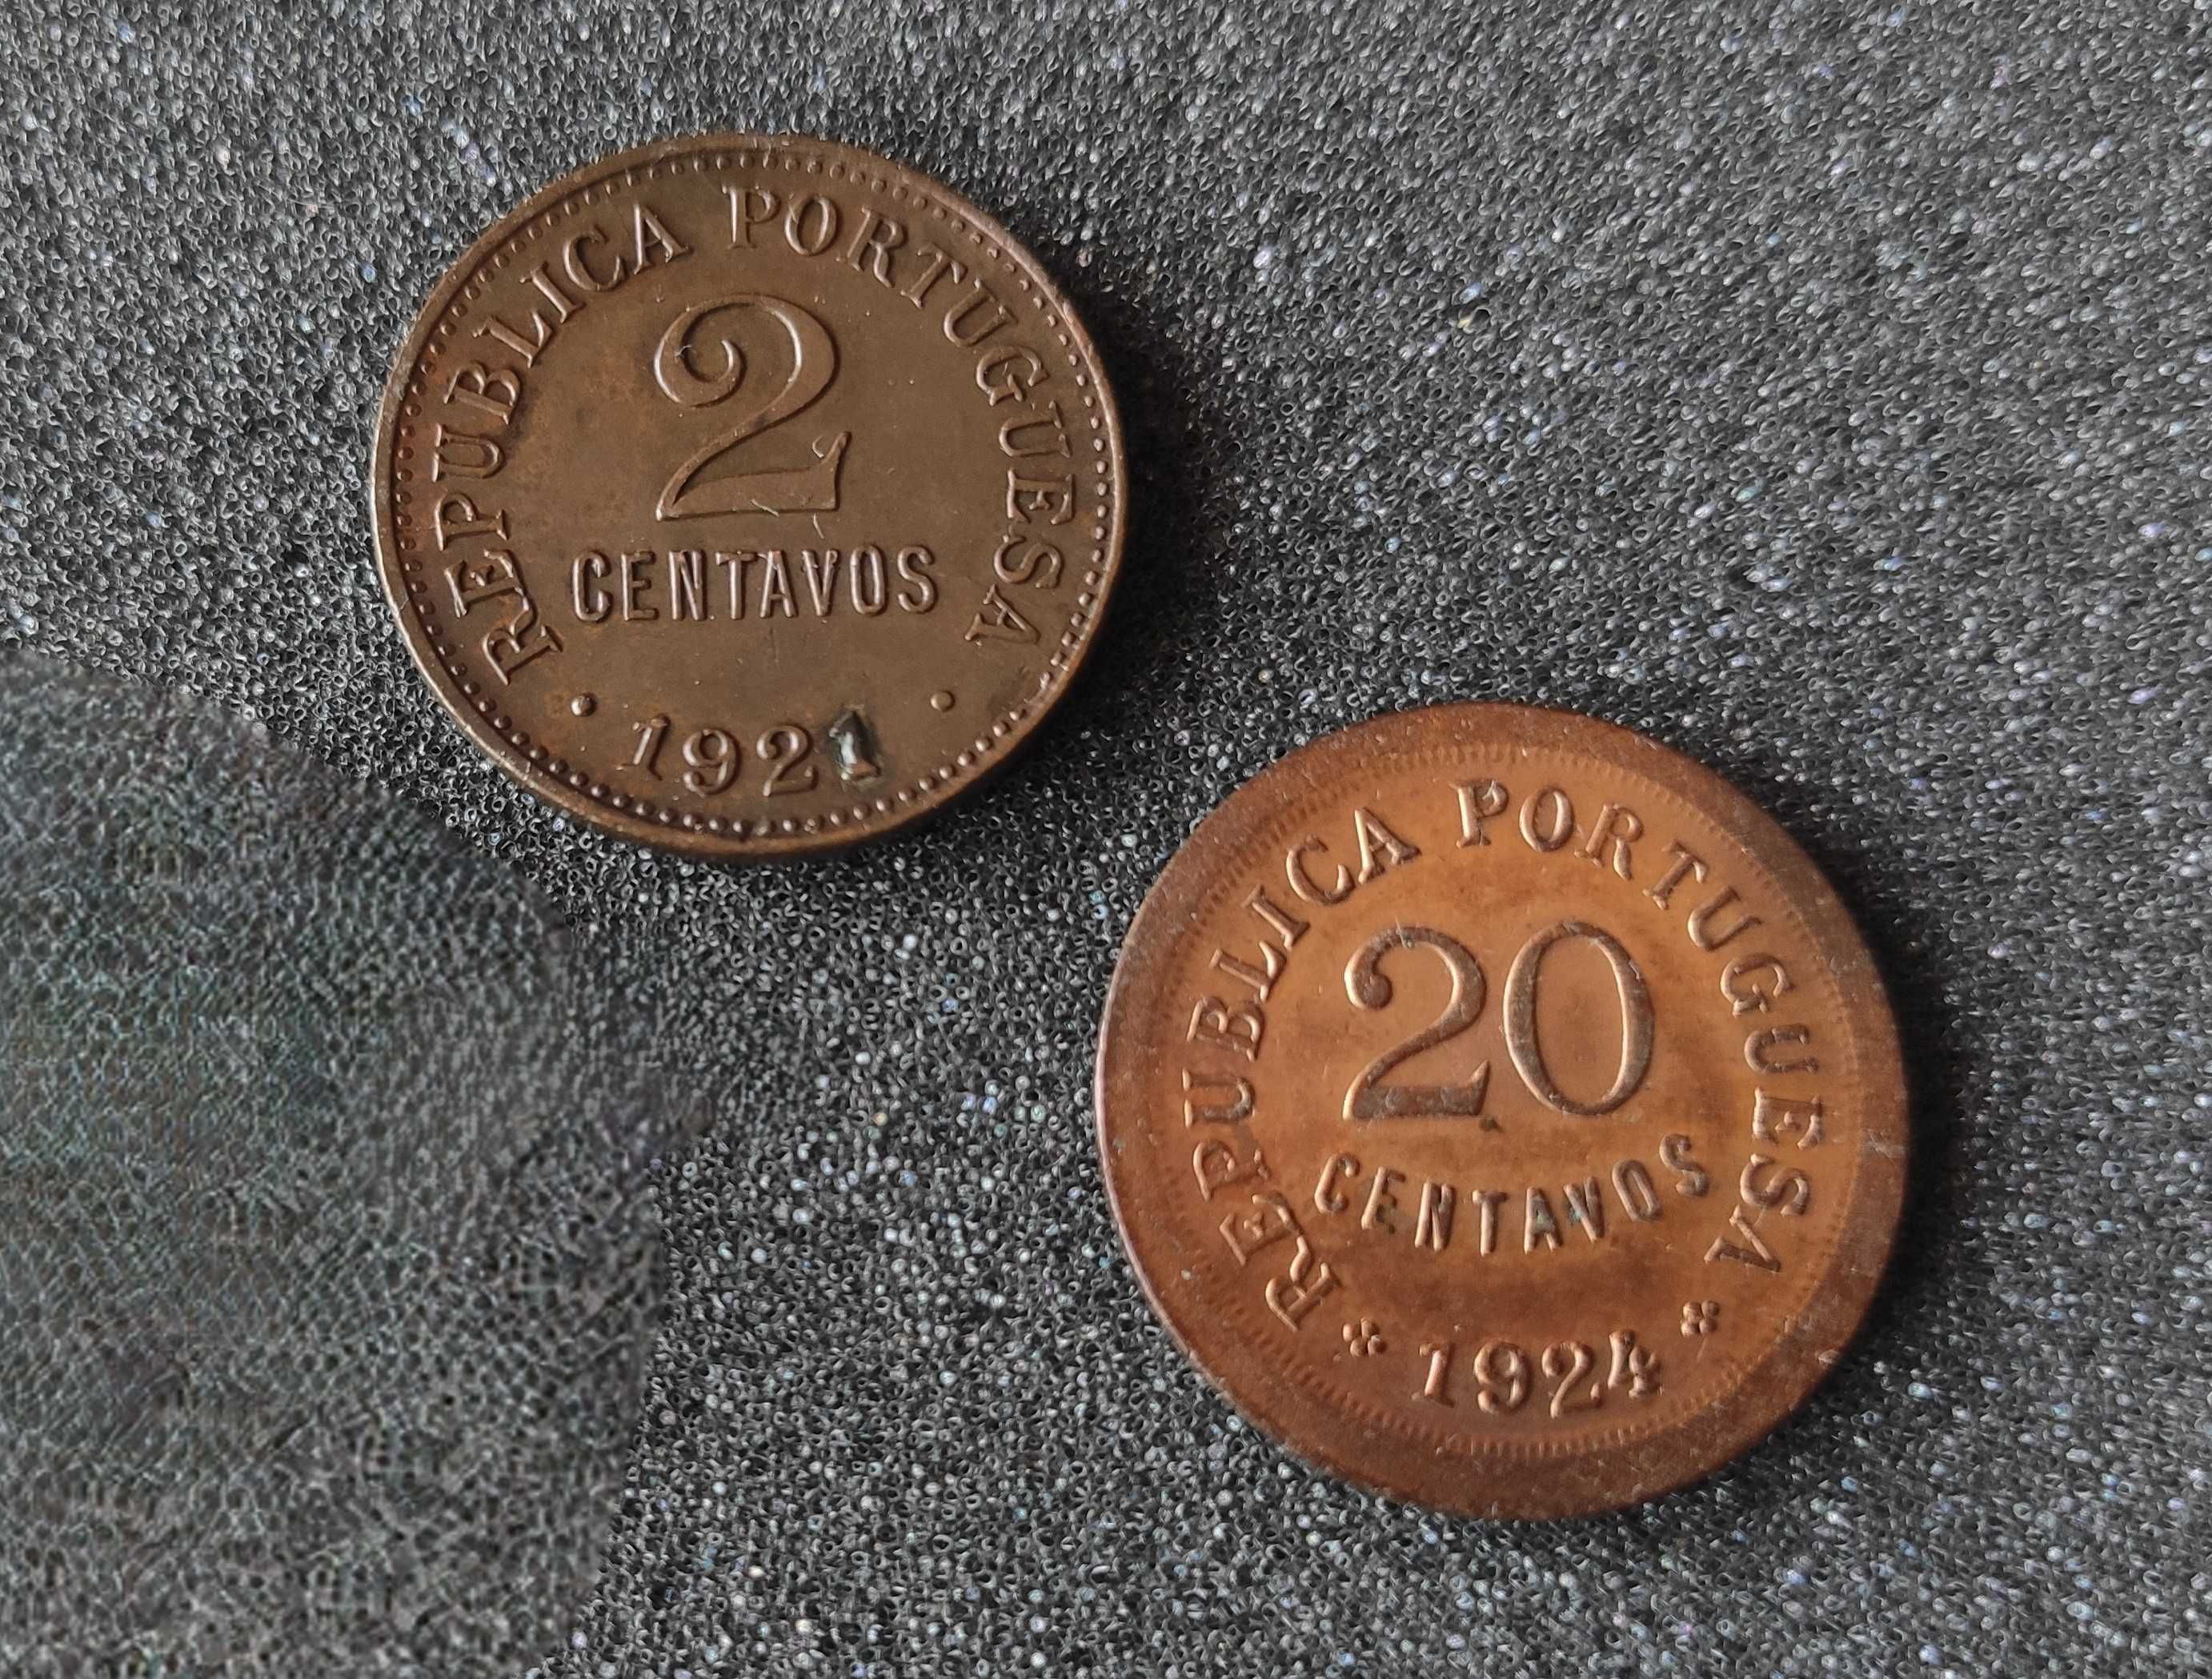 REPUBLICA PORTUGUESA
2
CENTAVOS
· 1921 ·
REPUBLICA PORTUGUESA
20
CENTAVOS
1924